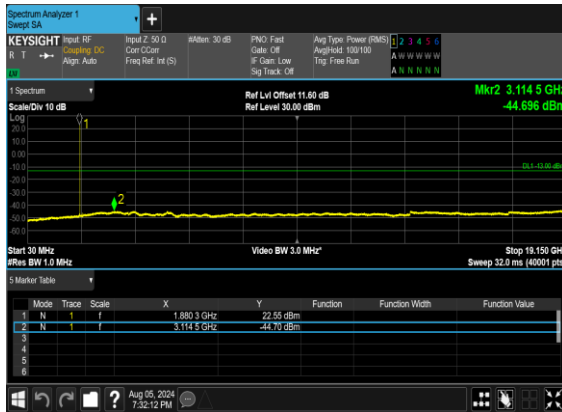 Spectrum Analyzer 1
Swept SA
+
KEYSIGHT Input: RF Input Z: 50 Ω #Atten: 30 dB PNO: Fast Avg Type: Power (RMS) 1 2 3 4 5 6
R T Coupling: DC Corr CCorr Gate: Off Avg|Hold: 100/100 A W W W W W
Align: Auto Freq Ref: Int (S) IF Gain: Low Trig: Free Run
Sig Track: Off A N N N N N
1 Spectrum
Ref Lvl Offset 11.60 dB Mkr2 3.114 5 GHz
Scale/Div 10 dB Ref Level 30.00 dBm -44.696 dBm
Log
1
20.0
10.0
0.00
-10.0 DL1 -13.00 dBm
-20.0
-30.0
-40.0 2
-50.0
-60.0
Start 30 MHz Video BW 3.0 MHz* Stop 19.150 GHz
#Res BW 1.0 MHz Sweep 32.0 ms (40001 pts)
5 Marker Table
Mode Trace Scale X Y Function Function Width Function Value
1 N 1 f 1.880 3 GHz 22.55 dBm
2 N 1 f 3.114 5 GHz -44.70 dBm
3
4
5
6
? Aug 05, 2024
7:32:12 PM